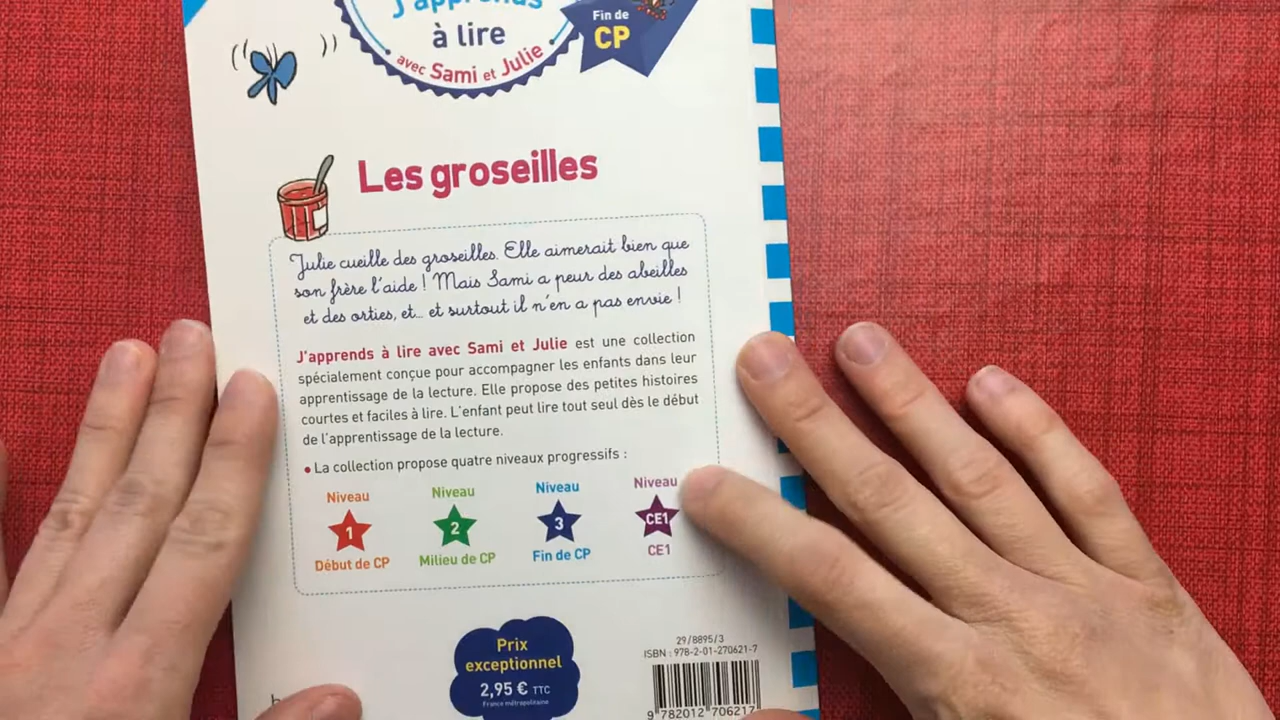 J'apprends
à lire
avec Sami et Julie
Fin de
CP
Les groseilles
Julie cueille des groseilles. Elle aimerait bien que
son frère l'aide ! Mais Sami a peur des abeilles
et des orties, et... et surtout il n'en a pas envie !
J'apprends à lire avec Sami et Julie est une collection
spécialement conçue pour accompagner les enfants dans leur
apprentissage de la lecture. Elle propose des petites histoires
courtes et faciles à lire. L'enfant peut lire tout seul dès le début
de l'apprentissage de la lecture.
• La collection propose quatre niveaux progressifs :
Niveau Niveau Niveau Niveau
1 2 3 CE1
Début de CP Milieu de CP Fin de CP CE1
Prix
exceptionnel
2,95 € TTC
France métropolitaine
29/8895/3
ISBN : 978-2-01-270621-7
9 782012 706217